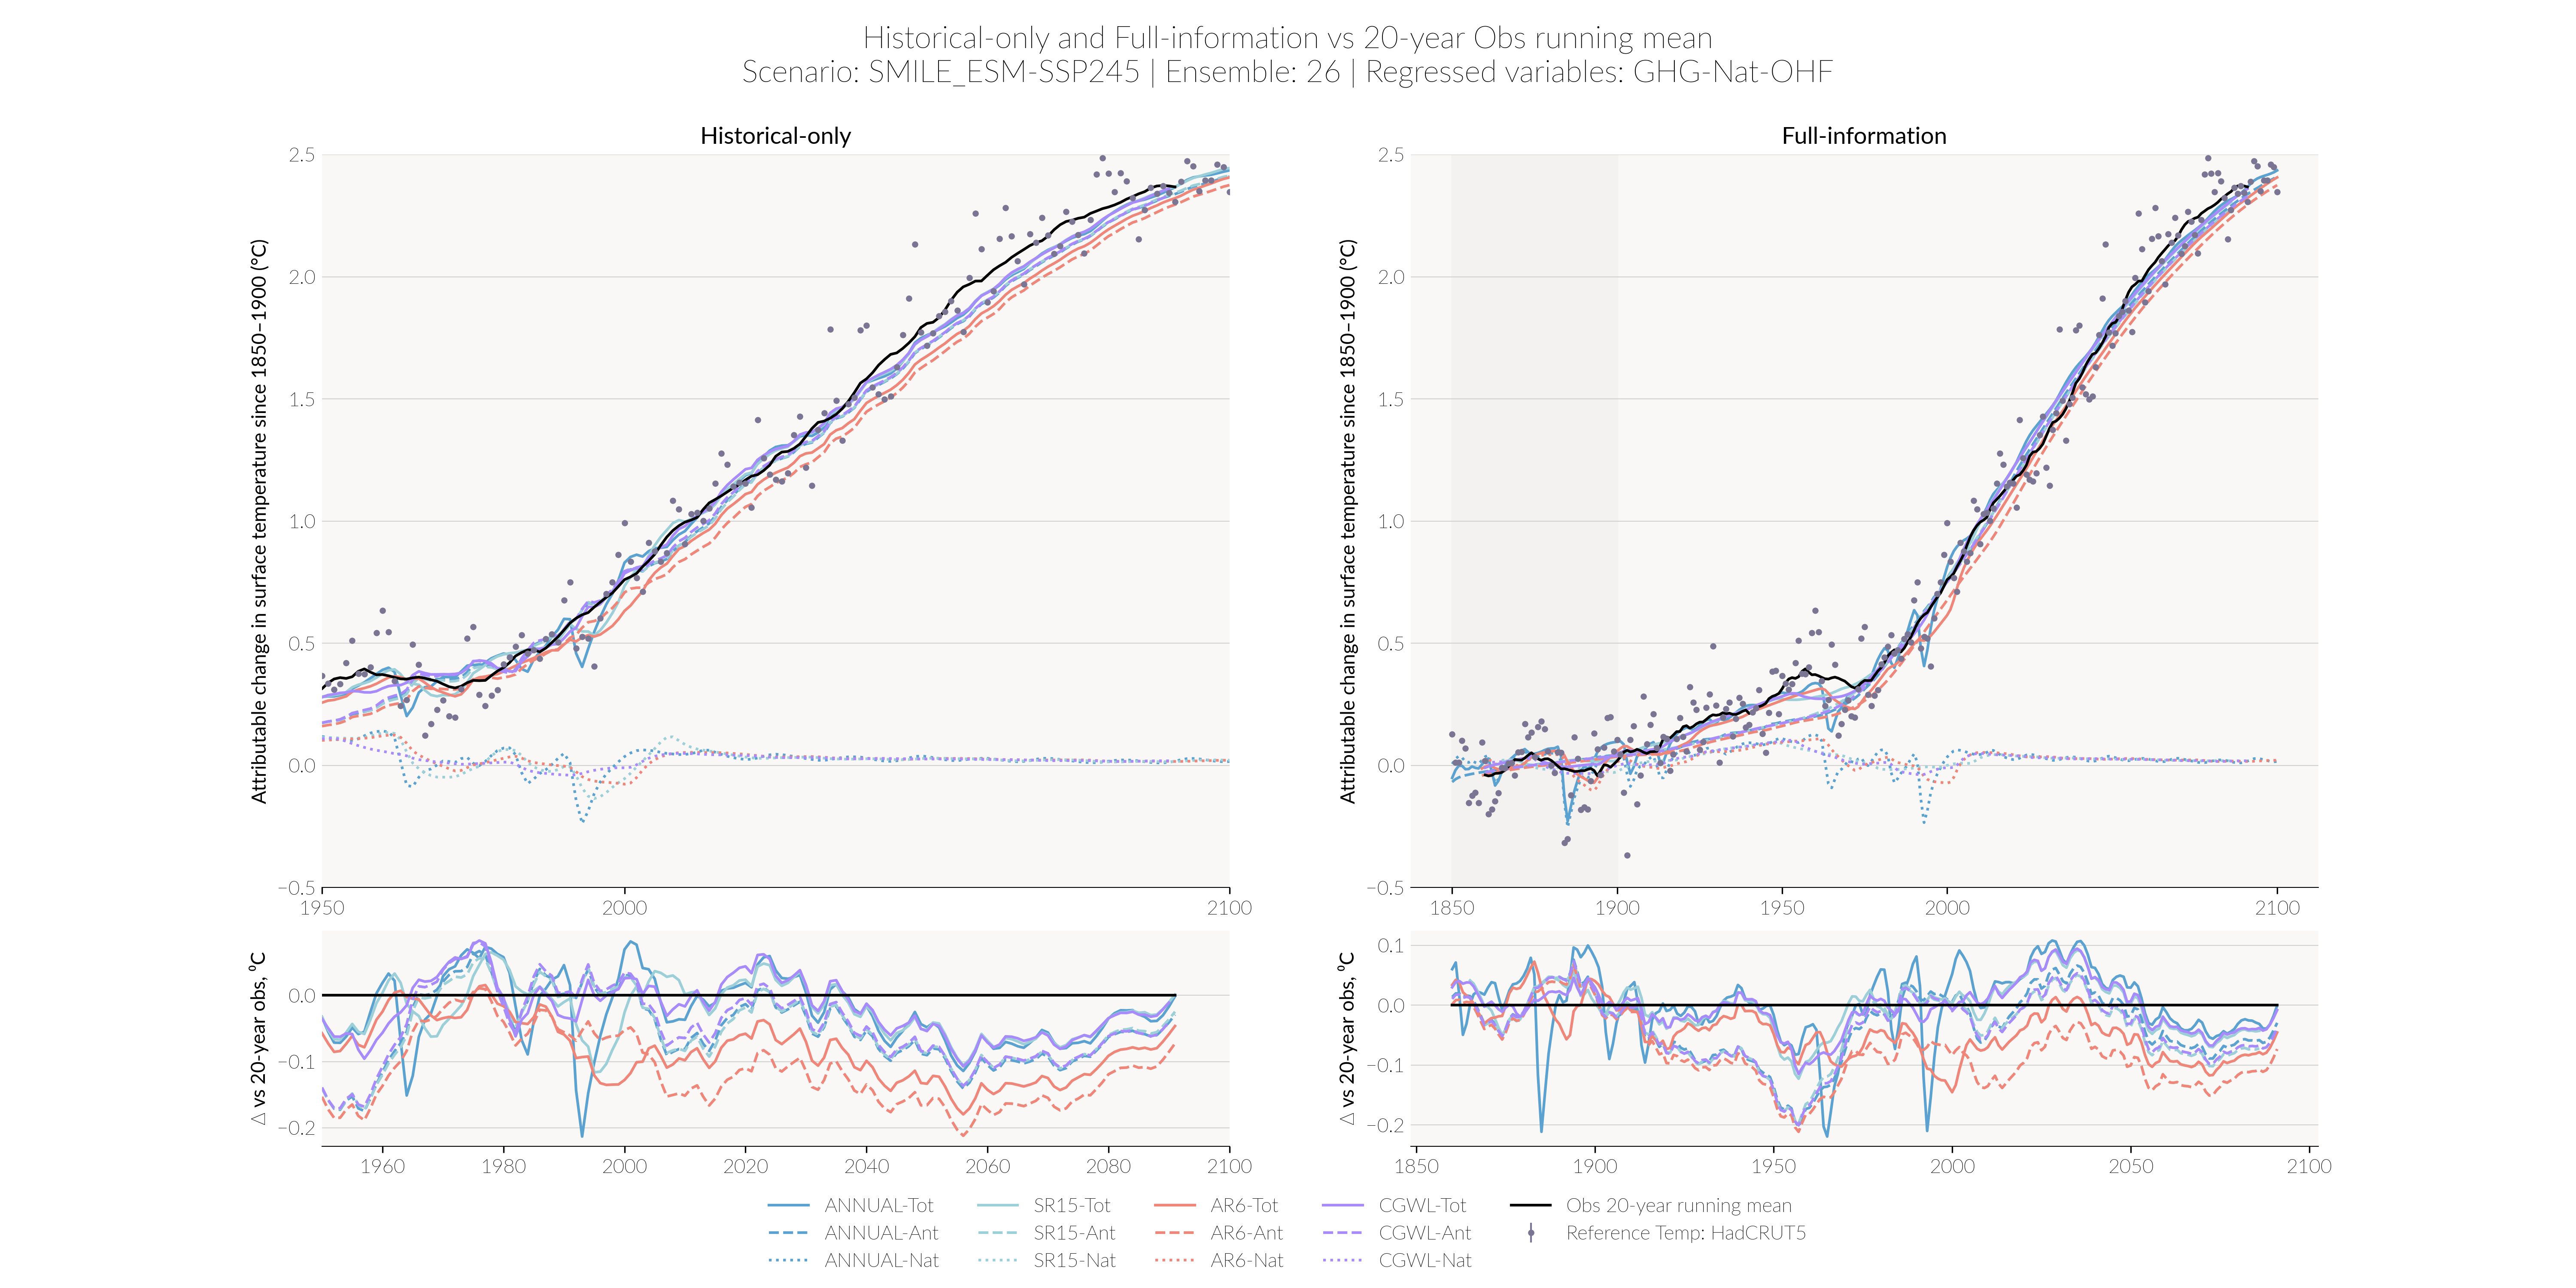 Historical-only and Full-information vs 20-year Obs running mean
Scenario: SMILE_ESM-SSP245 | Ensemble: 26 | Regressed variables: GHG-Nat-OHF
Historical-only
Attributable change in surface temperature since 1850–1900 (°C)
2.5
2.0
1.5
1.0
0.5
0.0
−0.5
1950
2000
2100
Full-information
Attributable change in surface temperature since 1850–1900 (°C)
2.5
2.0
1.5
1.0
0.5
0.0
−0.5
1850
1900
1950
2000
2100
△ vs 20-year obs, ⁰C
0.0
−0.1
−0.2
1960
1980
2000
2020
2040
2060
2080
2100
△ vs 20-year obs, ⁰C
0.1
0.0
−0.1
−0.2
1850
1900
1950
2000
2050
2100
ANNUAL-Tot
ANNUAL-Ant
ANNUAL-Nat
SR15-Tot
SR15-Ant
SR15-Nat
AR6-Tot
AR6-Ant
AR6-Nat
CGWL-Tot
CGWL-Ant
CGWL-Nat
Obs 20-year running mean
Reference Temp: HadCRUT5